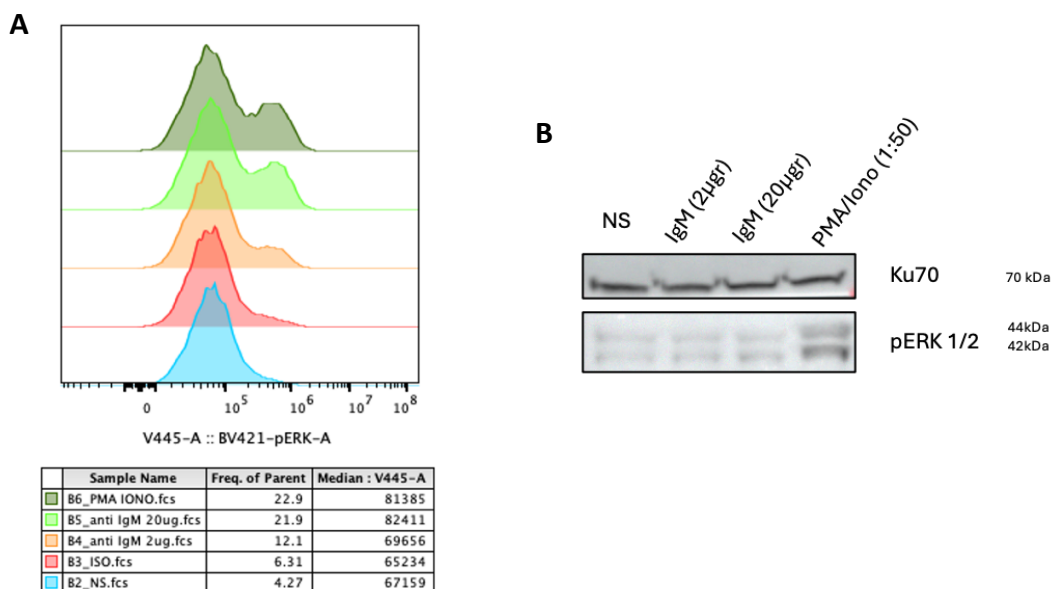 A
0
10^5
10^6
10^7
10^8
V445-A :: BV421-pERK-A
Sample Name Freq. of Parent Median : V445-A
B6_PMA IONO.fcs 22.9 81385
B5_anti IgM 20ug.fcs 21.9 82411
B4_anti IgM 2ug.fcs 12.1 69656
B3_ISO.fcs 6.31 65234
B2_NS.fcs 4.27 67159
B
NS
IgM (2μgr)
IgM (20μgr)
PMA/Iono (1:50)
Ku70 70 kDa
pERK 1/2
44kDa
42kDa